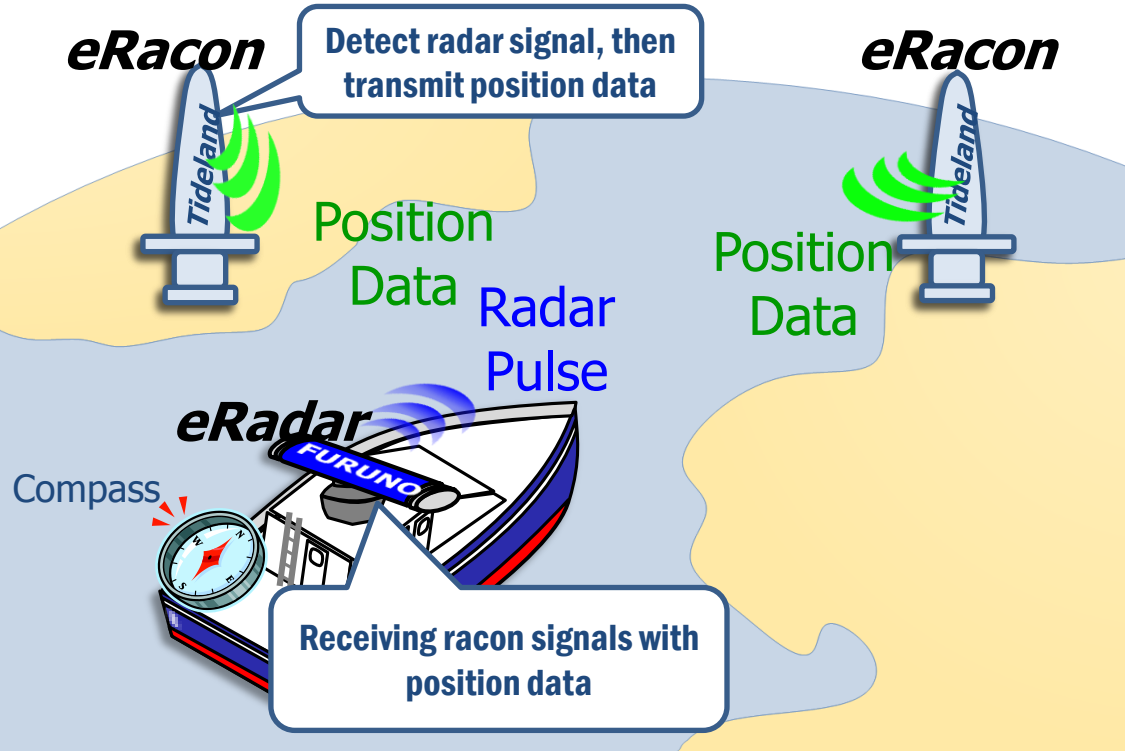 eRacon
Detect radar signal, then
transmit position data
eRacon
Tideland
Tideland
Position
Data
Position
Data
Radar
Pulse
eRadar
FURUNO
Compass
N
W
E
S
Receiving racon signals with
position data